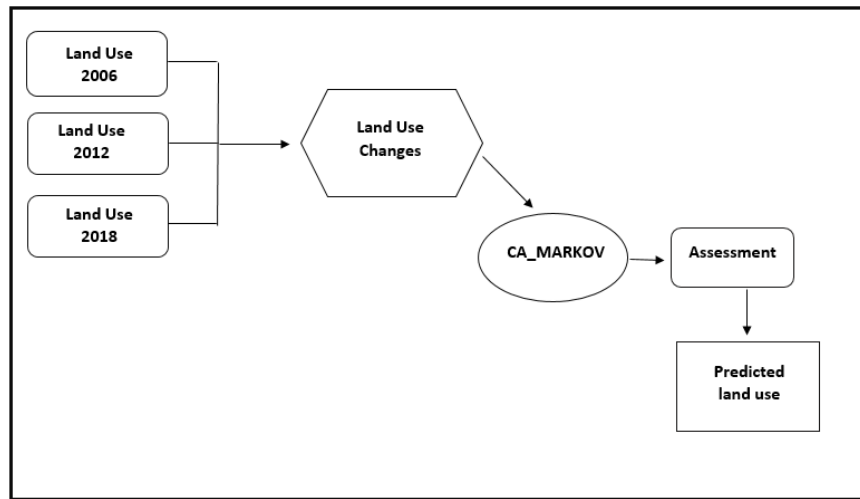 Land Use
2006
Land Use
2012
Land Use
2018
Land Use
Changes
CA_MARKOV
Assessment
Predicted
land use